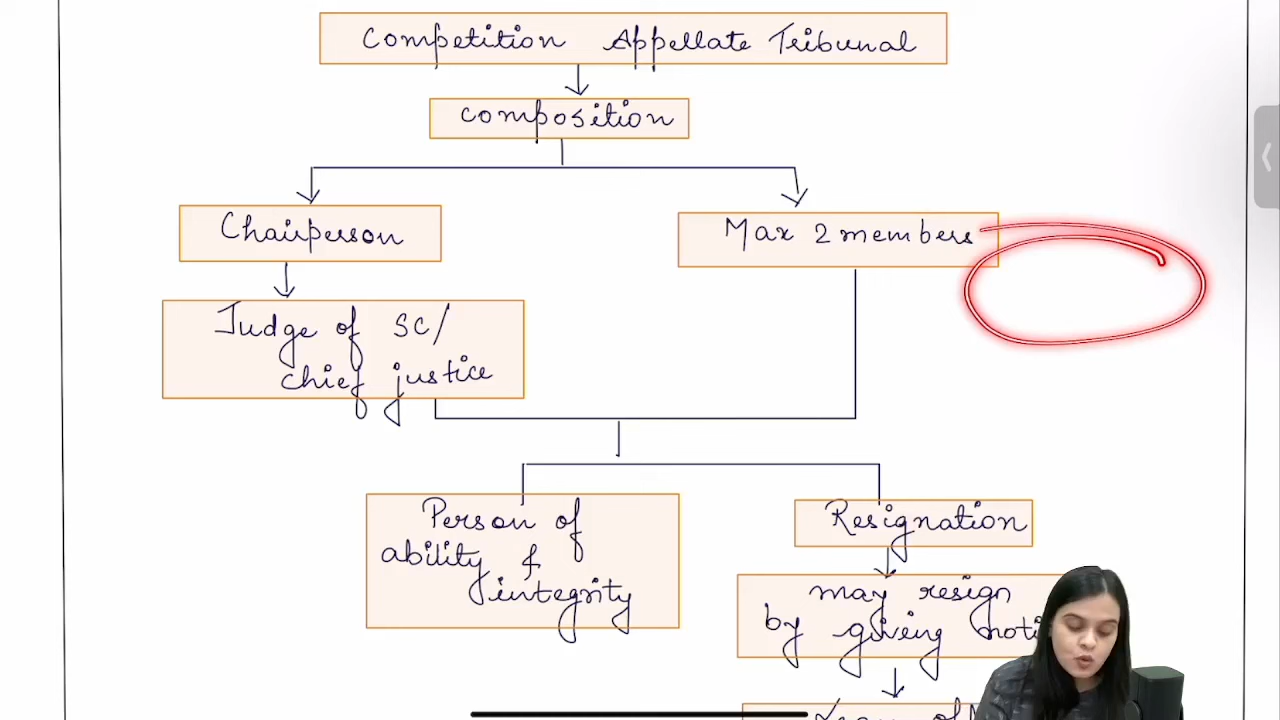 Competition Appellate Tribunal
Composition
Chairperson
Max 2 members
Judge of SC/
chief justice
Person of
ability &
integrity
Resignation
may resign
by giving